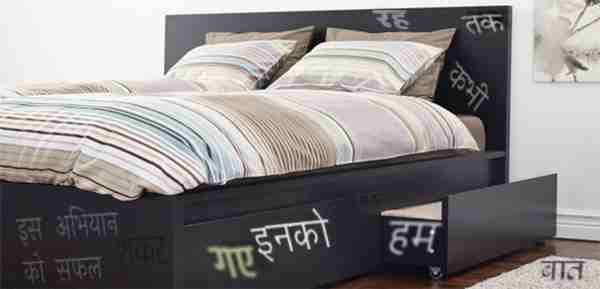 रह
तक
कभी
इस अभियान
को सफल
गए
इनको
हम
बात